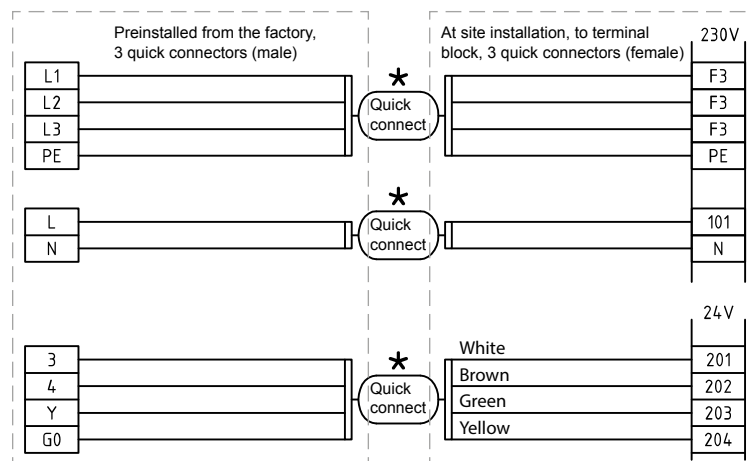 Preinstalled from the factory,
3 quick connectors (male)
At site installation, to terminal
block, 3 quick connectors (female)
230V
L1
L2
L3
PE
*
Quick
connect
F3
F3
F3
PE
L
N
*
Quick
connect
101
N
24V
3
4
Y
G0
*
Quick
connect
White
Brown
Green
Yellow
201
202
203
204